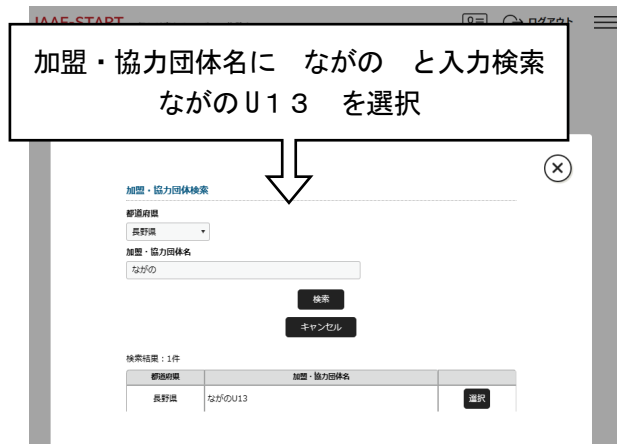 JAAF-START
ログアウト
加盟・協力団体名に　ながの　と入力検索
ながのU13　を選択
加盟・協力団体検索
都道府県
長野県
加盟・協力団体名
ながの
検索
キャンセル
検索結果：1件
都道府県 加盟・協力団体名
長野県 ながのU13 選択